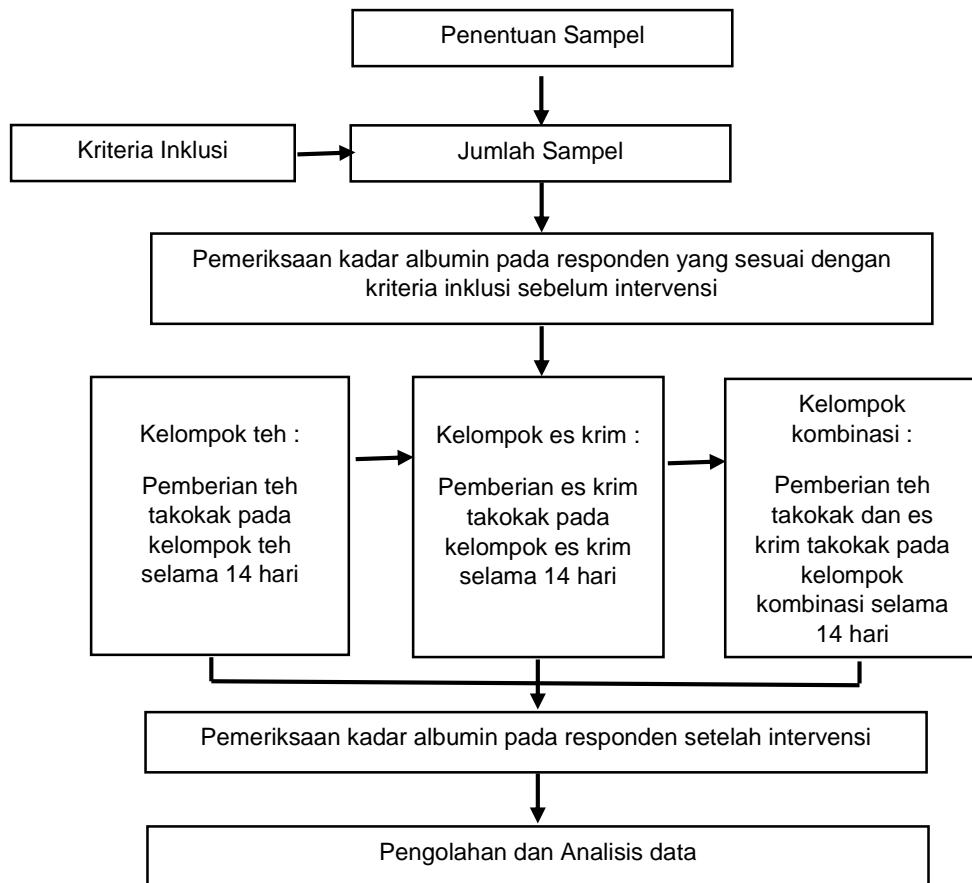 Penentuan Sampel
Kriteria Inklusi
Jumlah Sampel
Pemeriksaan kadar albumin pada responden yang sesuai dengan
kriteria inklusi sebelum intervensi
Kelompok teh :
Pemberian teh
takokak pada
kelompok teh
selama 14 hari
Kelompok es krim :
Pemberian es krim
takokak pada
kelompok es krim
selama 14 hari
Kelompok
kombinasi :
Pemberian teh
takokak dan es
krim takokak pada
kelompok
kombinasi selama
14 hari
Pemeriksaan kadar albumin pada responden setelah intervensi
Pengolahan dan Analisis data